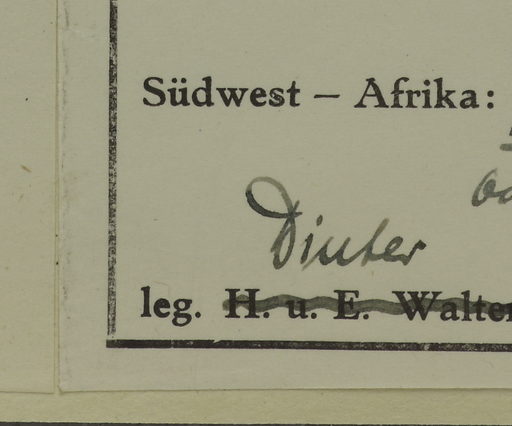 Südwest – Afrika:
Dinter
leg. H. u. E. Walter